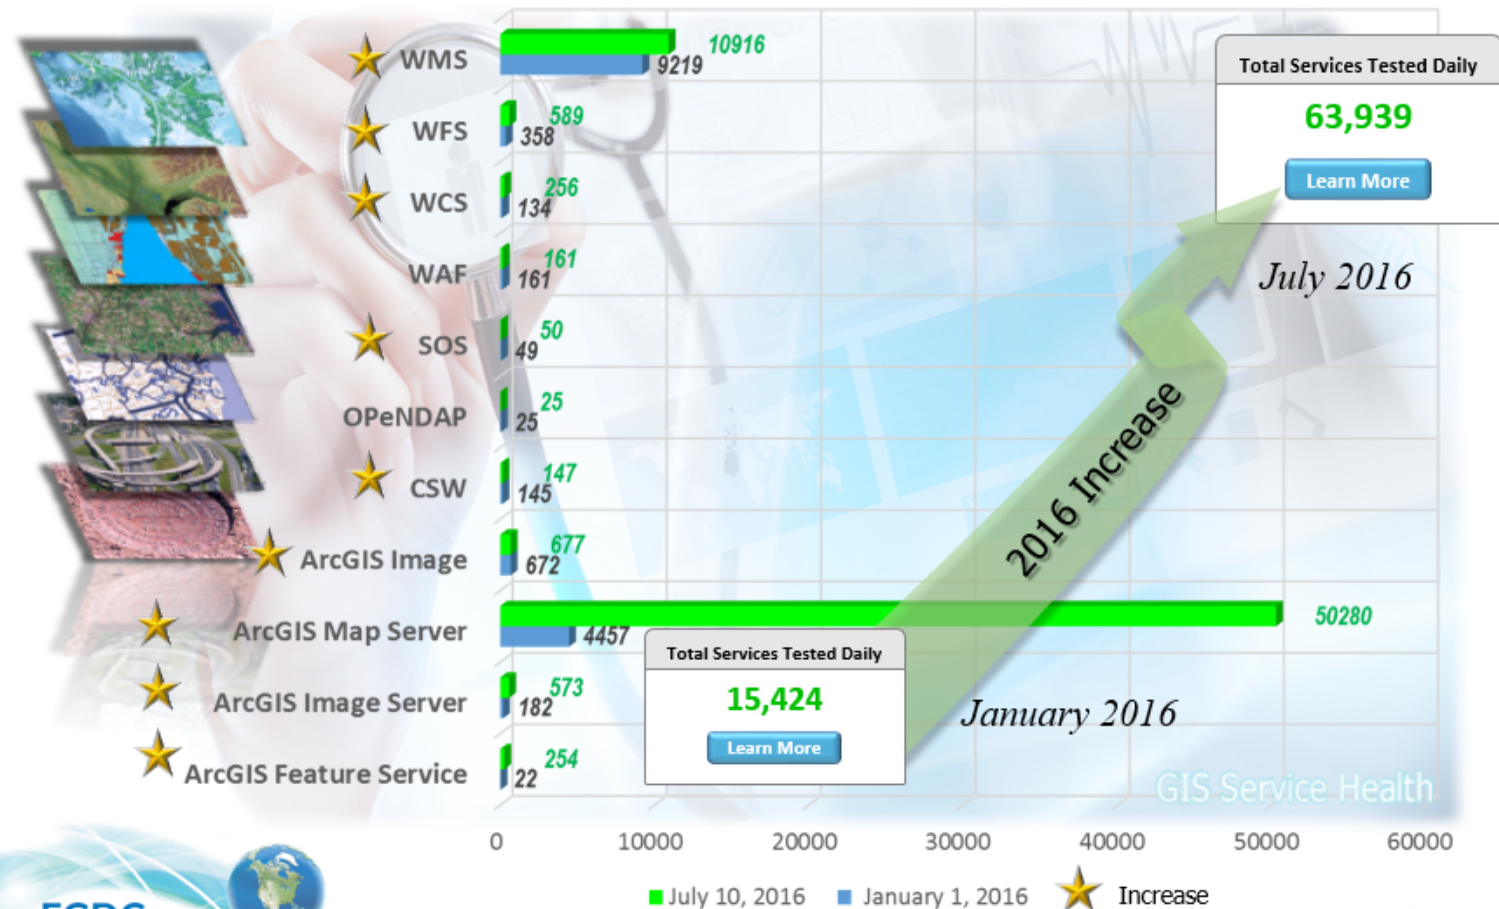 WMS
10916
9219
WFS
589
358
WCS
256
134
WAF
161
161
SOS
50
49
OPeNDAP
25
25
CSW
147
145
ArcGIS Image
677
672
ArcGIS Map Server
50280
4457
ArcGIS Image Server
573
182
ArcGIS Feature Service
254
22
Total Services Tested Daily
63,939
Learn More
July 2016
2016 Increase
Total Services Tested Daily
15,424
Learn More
January 2016
GIS Service Health
0 10000 20000 30000 40000 50000 60000
July 10, 2016 January 1, 2016 Increase